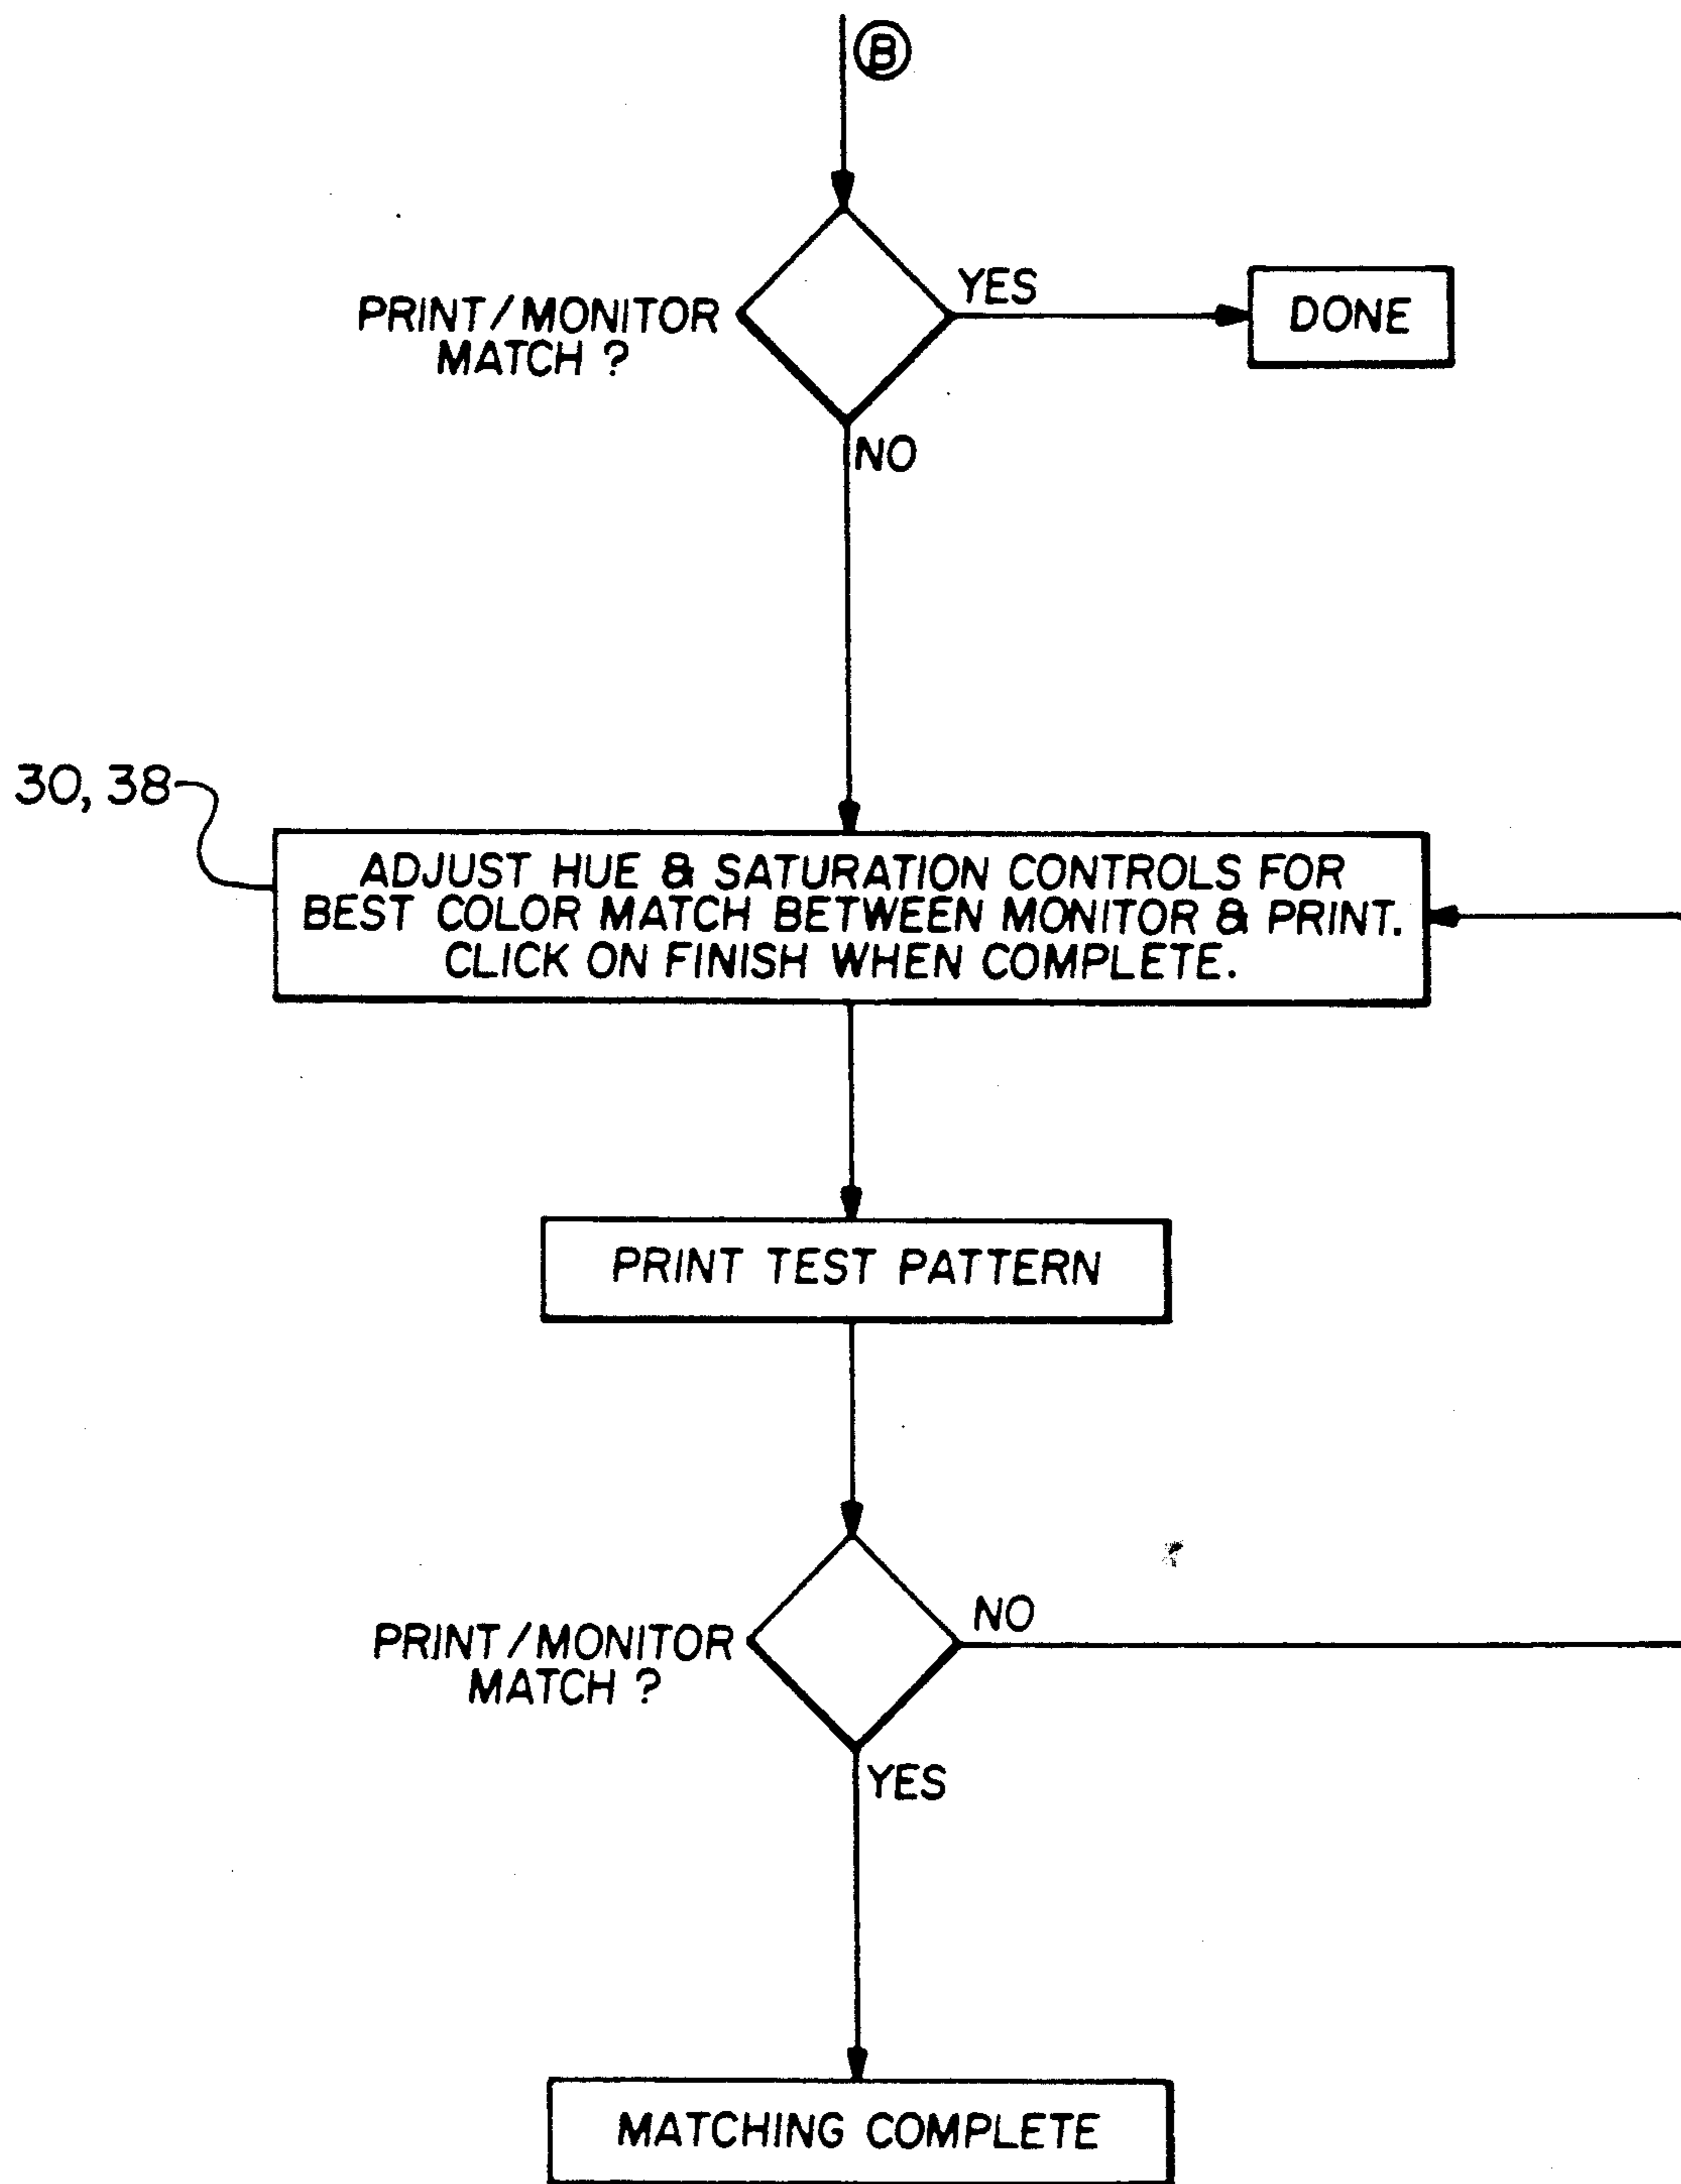 B
PRINT/MONITOR
MATCH ?
YES
DONE
NO
30, 38
ADJUST HUE & SATURATION CONTROLS FOR
BEST COLOR MATCH BETWEEN MONITOR & PRINT.
CLICK ON FINISH WHEN COMPLETE.
PRINT TEST PATTERN
PRINT/MONITOR
MATCH ?
NO
YES
MATCHING COMPLETE